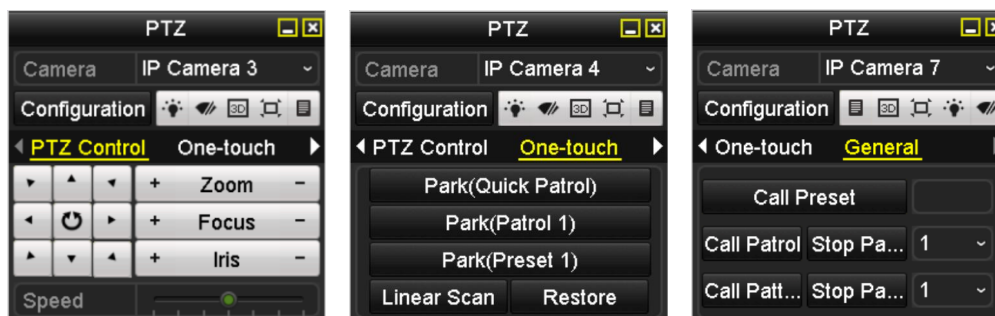 PTZ
Camera IP Camera 3
Configuration 3D
PTZ Control One-touch
+ Zoom −
+ Focus −
+ Iris −
Speed
PTZ
Camera IP Camera 4
Configuration 3D
PTZ Control One-touch
Park(Quick Patrol)
Park(Patrol 1)
Park(Preset 1)
Linear Scan Restore
PTZ
Camera IP Camera 7
Configuration 3D
One-touch General
Call Preset
Call Patrol Stop Pa... 1
Call Patt... Stop Pa... 1